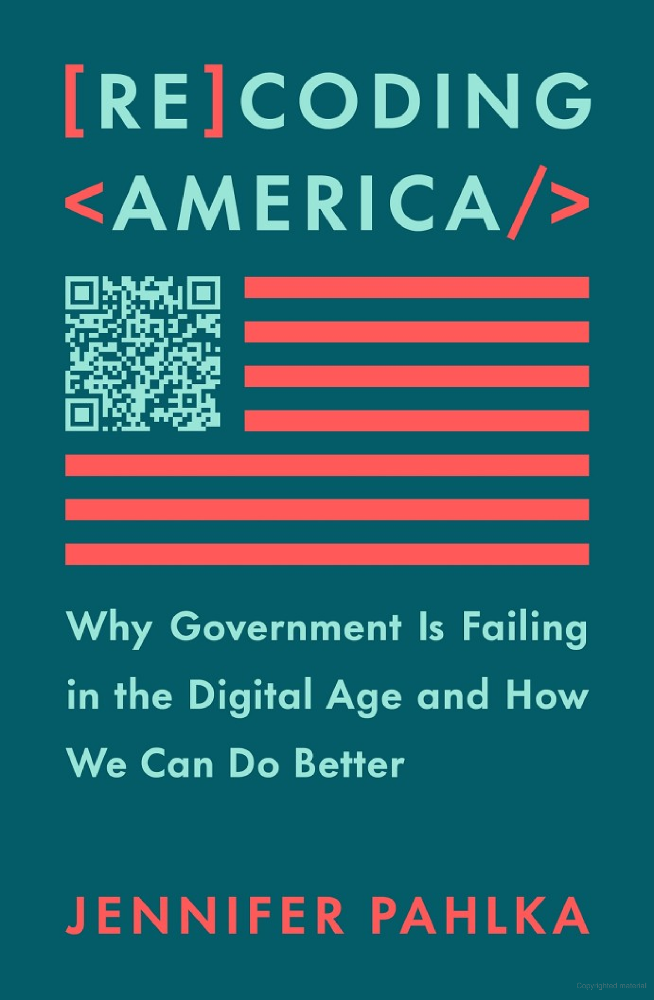 [RE]CODING
<AMERICA/>
Why Government Is Failing
in the Digital Age and How
We Can Do Better
JENNIFER PAHLKA
Copyrighted material